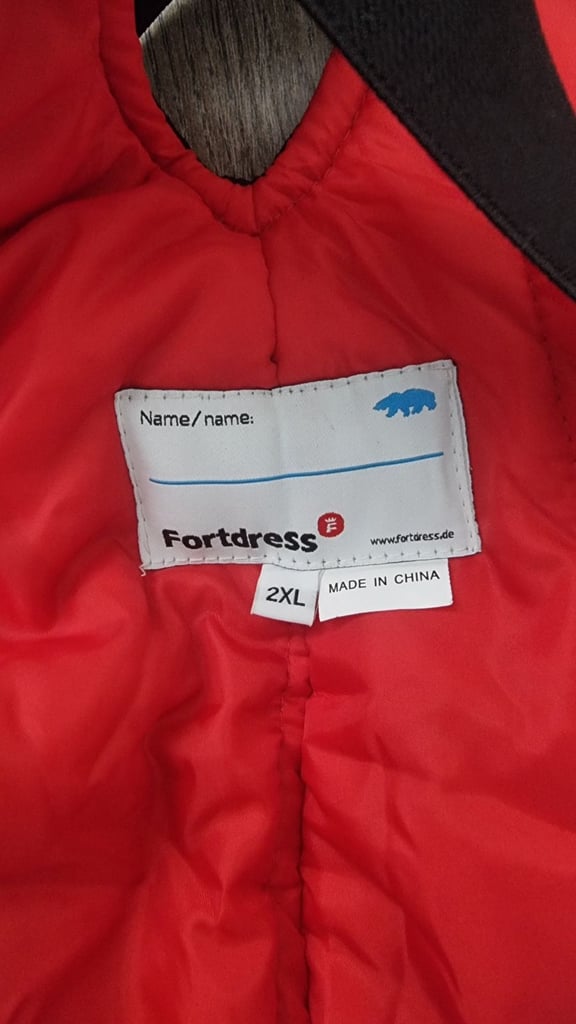 Name/name:
Fortdress F
www.fortdress.de
2XL
MADE IN CHINA